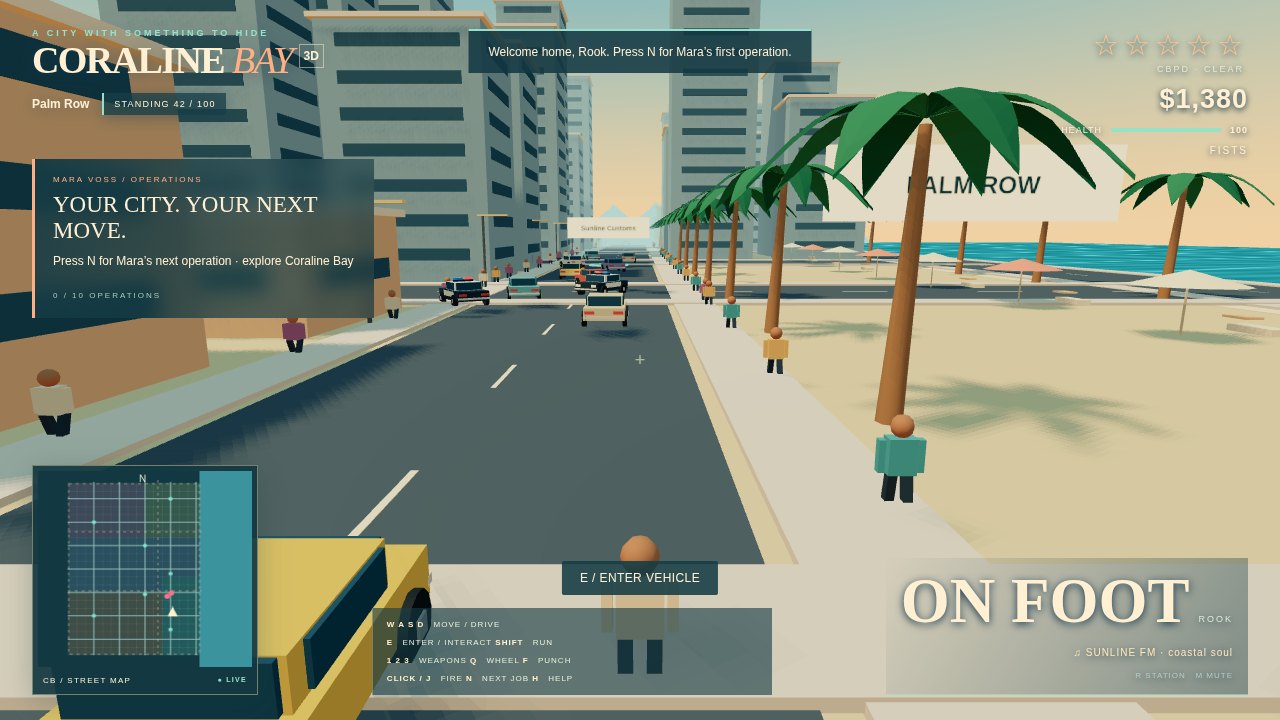 A CITY WITH SOMETHING TO HIDE
CORALINE BAY 3D
Palm Row STANDING 42 / 100
Welcome home, Rook. Press N for Mara's first operation.
CBPD · CLEAR
$1,380
HEALTH 100
FISTS
MARA VOSS / OPERATIONS
YOUR CITY. YOUR NEXT
MOVE.
Press N for Mara's next operation · explore Coraline Bay
0 / 10 OPERATIONS
PALM ROW
Sunline Customs
N
CB / STREET MAP ● LIVE
E / ENTER VEHICLE
W A S D MOVE / DRIVE
E ENTER / INTERACT SHIFT RUN
1 2 3 WEAPONS Q WHEEL F PUNCH
CLICK / J FIRE N NEXT JOB H HELP
ON FOOT ROOK
♫ SUNLINE FM · coastal soul
R STATION M MUTE